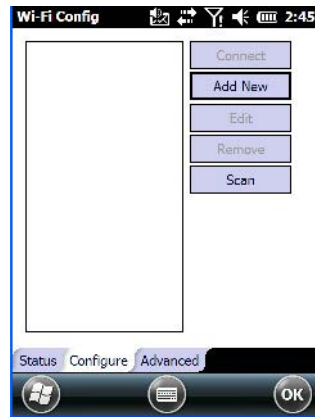 Wi-Fi Config 2:45
Connect
Add New
Edit
Remove
Scan
Status Configure Advanced
OK